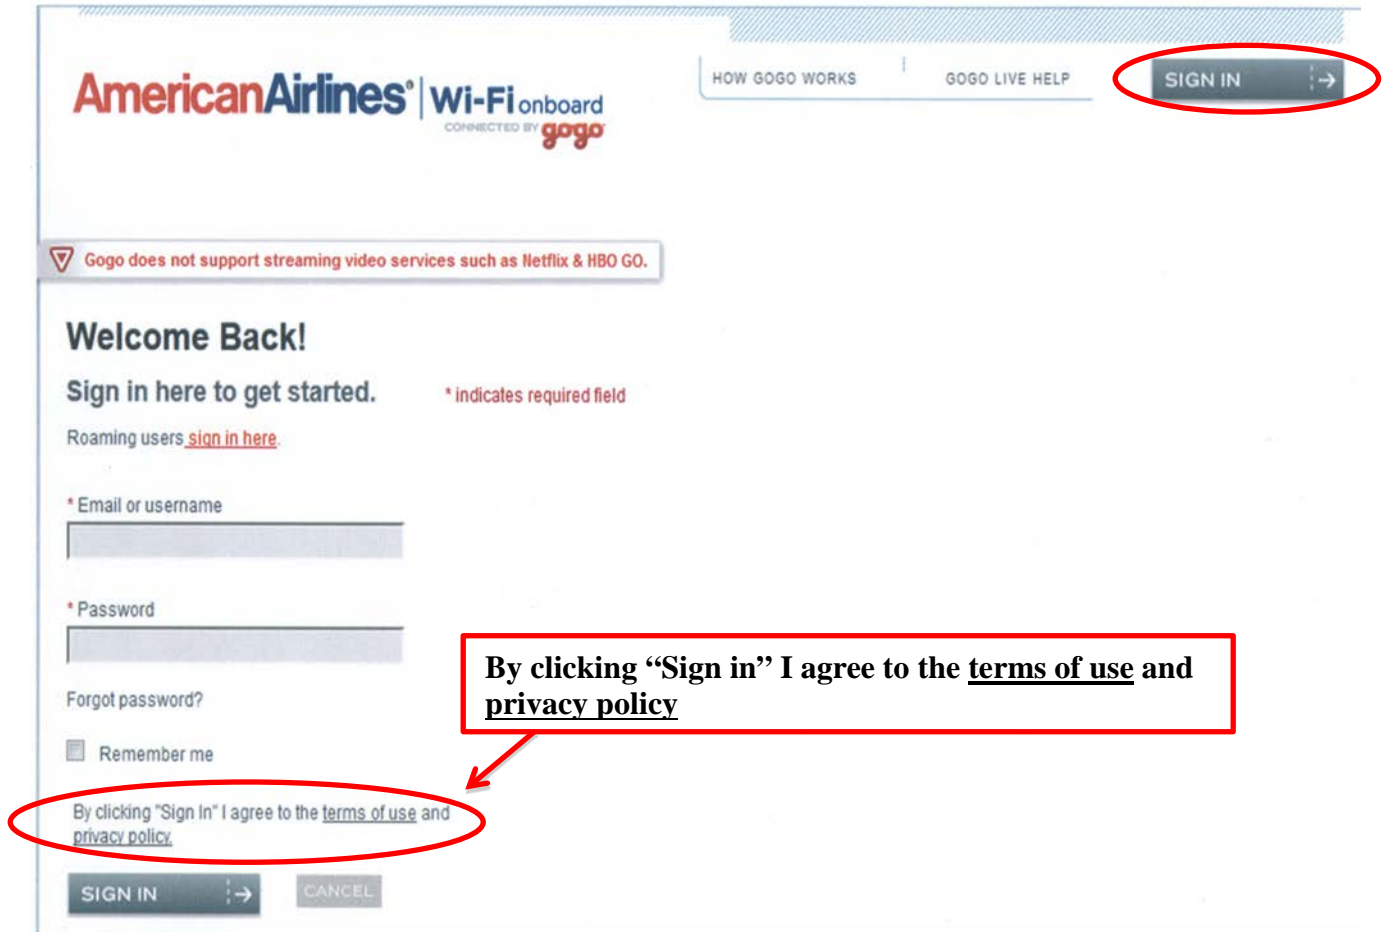 AmericanAirlines® | Wi-Fi onboard
CONNECTED BY gogo
HOW GOGO WORKS
GOGO LIVE HELP
SIGN IN
Gogo does not support streaming video services such as Netflix & HBO GO.
Welcome Back!
Sign in here to get started.
* indicates required field
Roaming users sign in here.
* Email or username
* Password
By clicking “Sign in” I agree to the terms of use and
privacy policy
Forgot password?
Remember me
By clicking "Sign In" I agree to the terms of use and
privacy policy.
SIGN IN
CANCEL